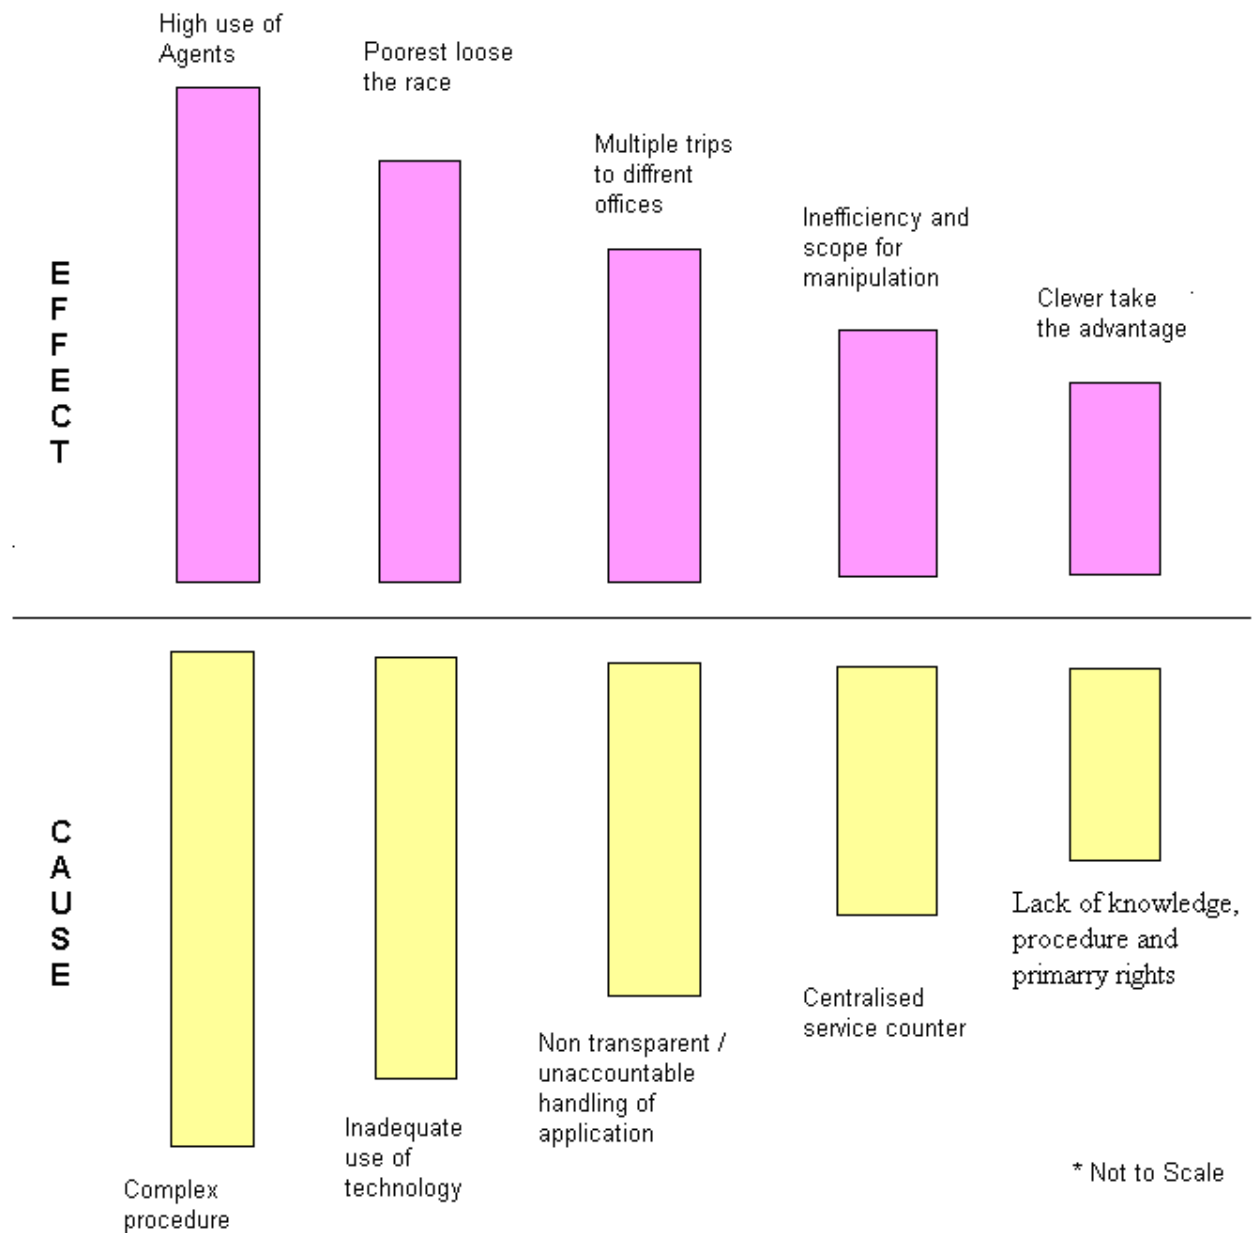 High use of
Agents
Poorest loose
the race
Multiple trips
to diffrent
offices
Inefficiency and
scope for
manipulation
Clever take
the advantage
EFFECT
CAUSE
Complex
procedure
Inadequate
use of
technology
Non transparent /
unaccountable
handling of
application
Centralised
service counter
Lack of knowledge,
procedure and
primarry rights
* Not to Scale